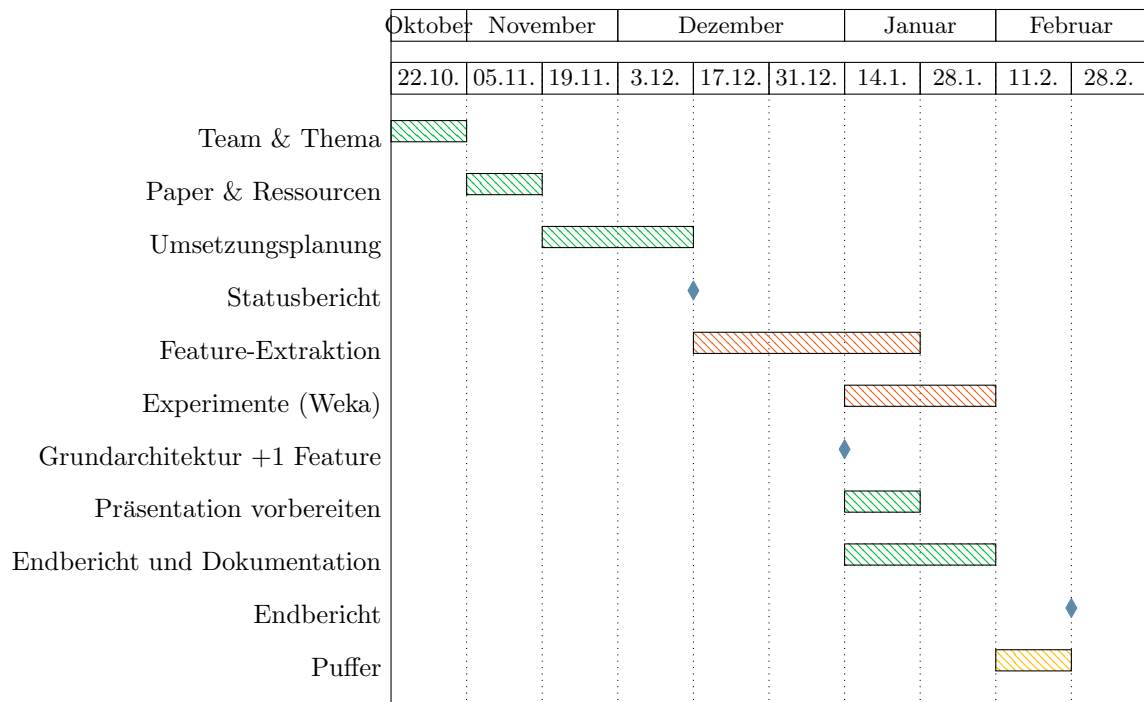 Oktober November Dezember Januar Februar
22.10. 05.11. 19.11. 3.12. 17.12. 31.12. 14.1. 28.1. 11.2. 28.2.
Team & Thema
Paper & Ressourcen
Umsetzungsplanung
Statusbericht
Feature-Extraktion
Experimente (Weka)
Grundarchitektur +1 Feature
Präsentation vorbereiten
Endbericht und Dokumentation
Endbericht
Puffer